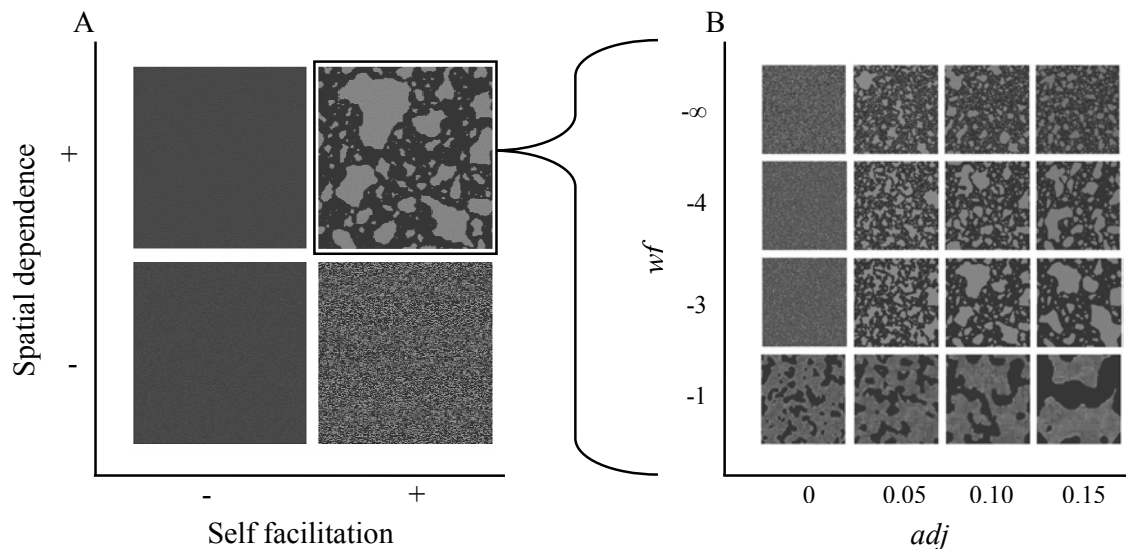 A
B
Spatial dependence
+
-
-
+
Self facilitation
wf
-∞
-4
-3
-1
0
0.05
0.10
0.15
adj